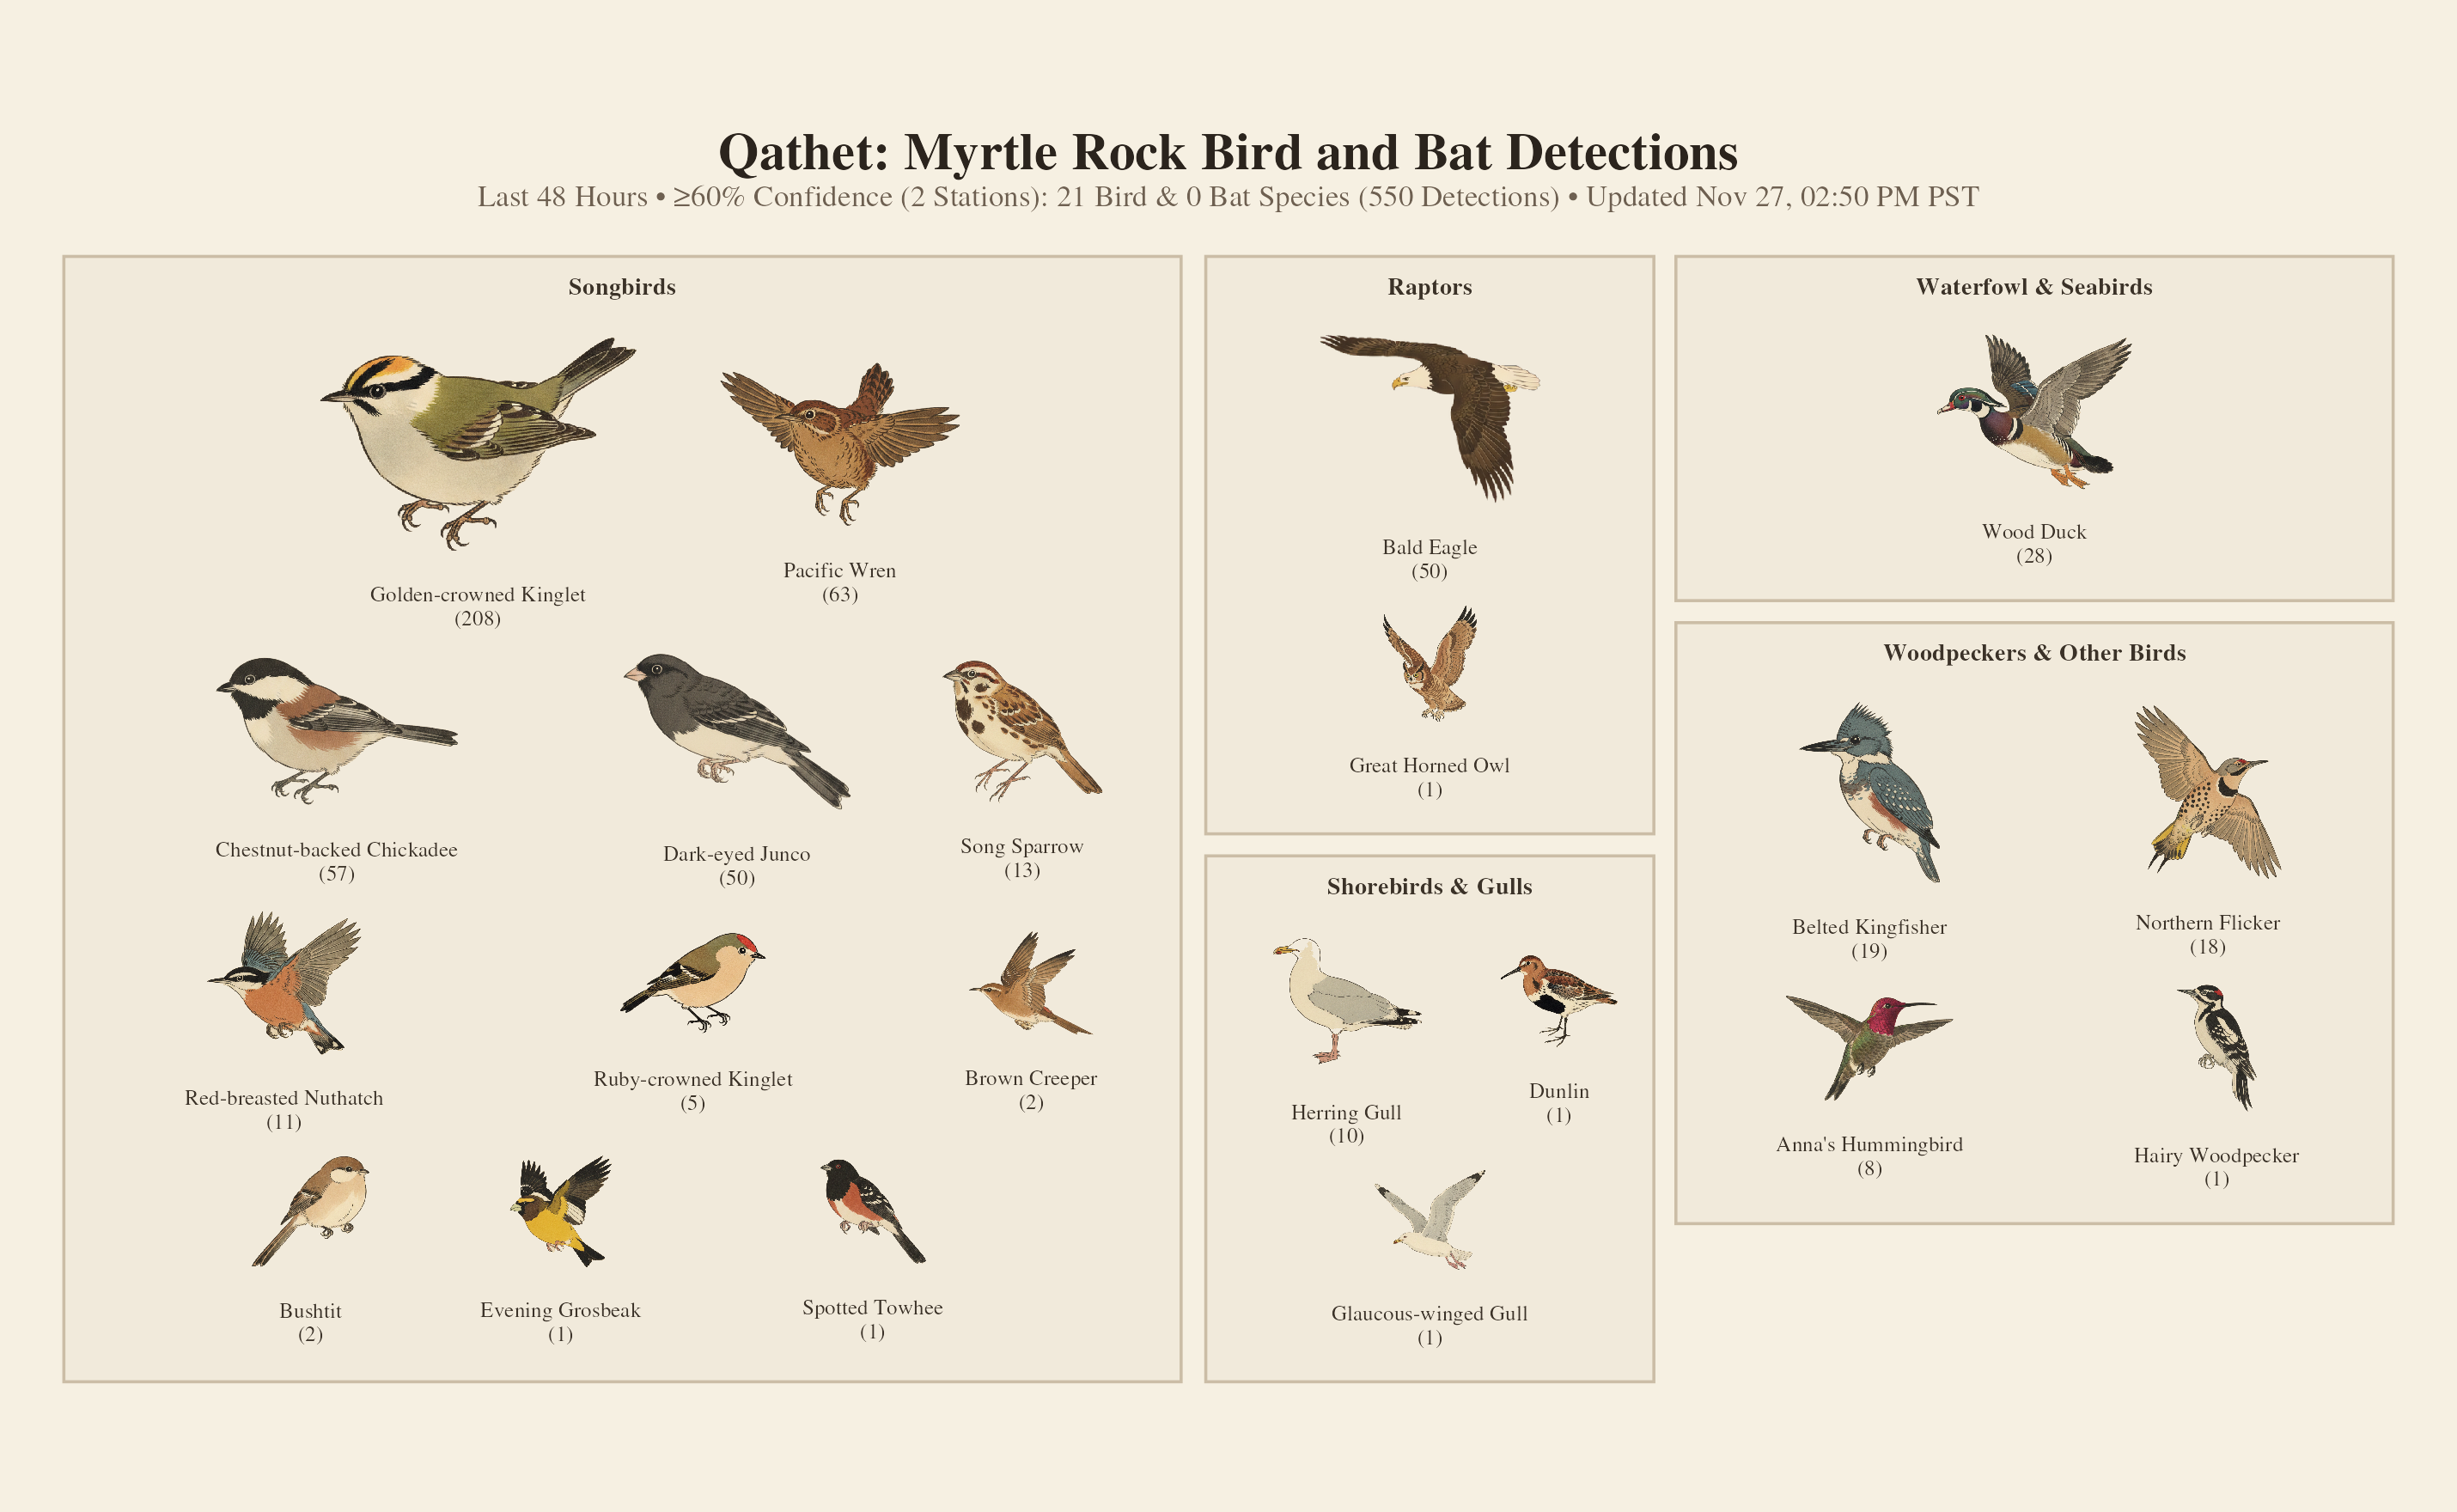 Qathet: Myrtle Rock Bird and Bat Detections
Last 48 Hours • ≥60% Confidence (2 Stations): 21 Bird & 0 Bat Species (550 Detections) • Updated Nov 27, 02:50 PM PST
Songbirds
Golden-crowned Kinglet
(208)
Pacific Wren
(63)
Chestnut-backed Chickadee
(57)
Dark-eyed Junco
(50)
Song Sparrow
(13)
Red-breasted Nuthatch
(11)
Ruby-crowned Kinglet
(5)
Brown Creeper
(2)
Bushtit
(2)
Evening Grosbeak
(1)
Spotted Towhee
(1)
Raptors
Bald Eagle
(50)
Great Horned Owl
(1)
Shorebirds & Gulls
Herring Gull
(10)
Dunlin
(1)
Glaucous-winged Gull
(1)
Waterfowl & Seabirds
Wood Duck
(28)
Woodpeckers & Other Birds
Belted Kingfisher
(19)
Northern Flicker
(18)
Anna's Hummingbird
(8)
Hairy Woodpecker
(1)